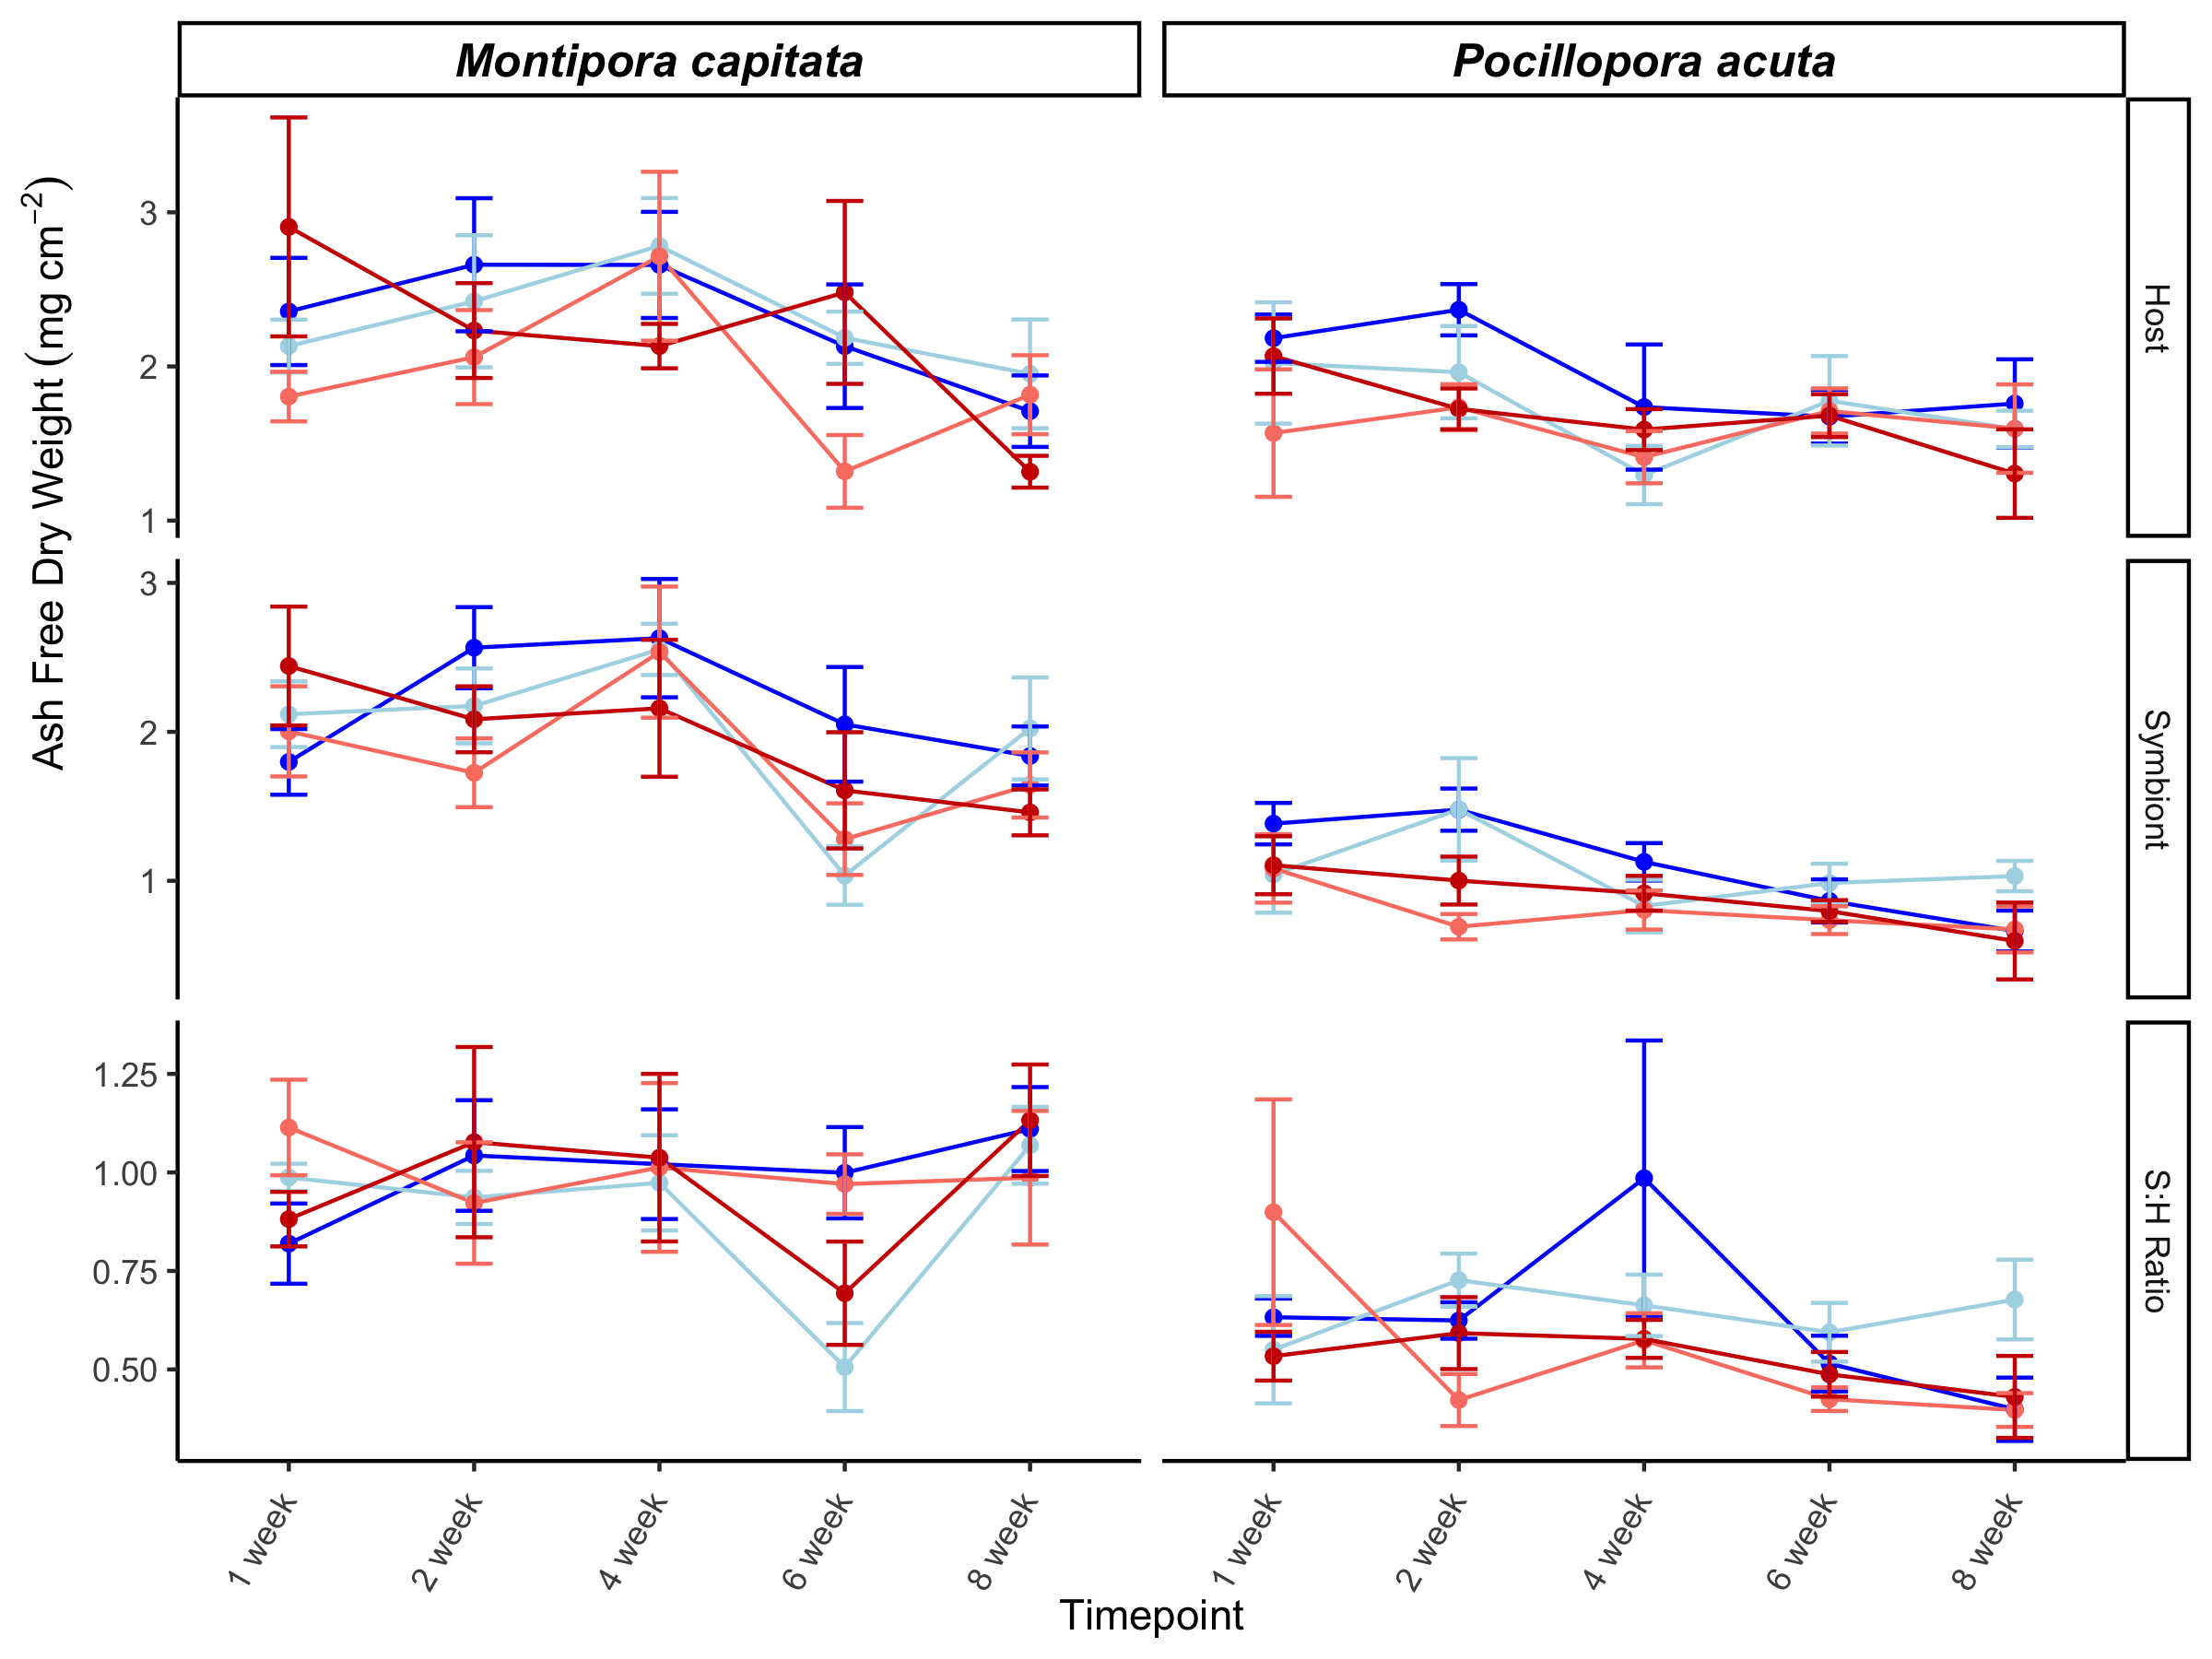 Montipora capitata
Pocillopora acuta
Ash Free Dry Weight (mg cm−2)
3
2
1
Host
3
2
1
Symbiont
1.25
1.00
0.75
0.50
S:H Ratio
1 week
2 week
4 week
6 week
8 week
1 week
2 week
4 week
6 week
8 week
Timepoint